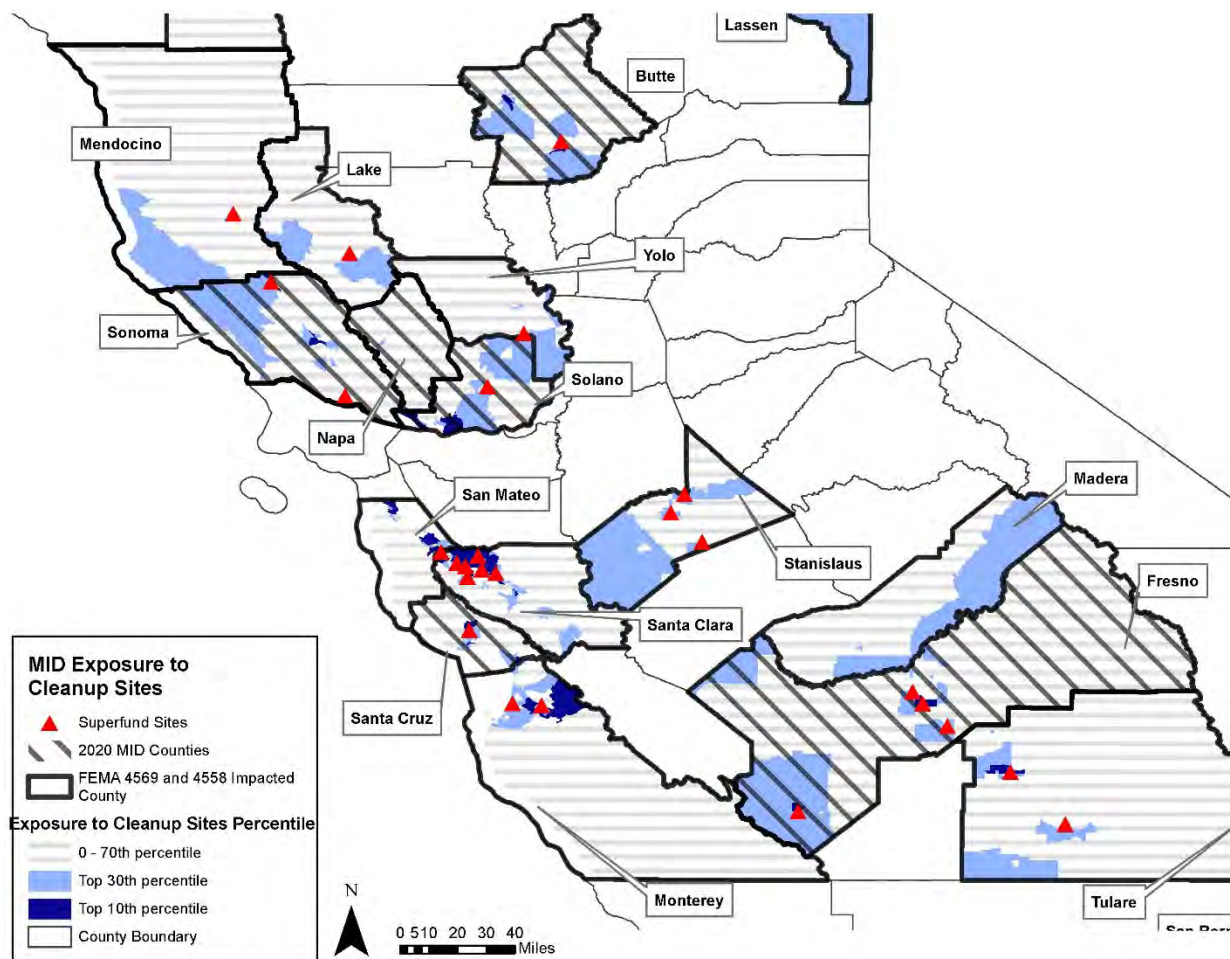 Lassen
Butte
Mendocino
Lake
Yolo
Sonoma
Solano
Napa
San Mateo
Madera
Stanislaus
Fresno
Santa Clara
Santa Cruz
Monterey
Tulare
MID Exposure to
Cleanup Sites
Superfund Sites
2020 MID Counties
FEMA 4569 and 4558 Impacted
County
Exposure to Cleanup Sites Percentile
0 - 70th percentile
Top 30th percentile
Top 10th percentile
County Boundary
N
0 5 10 20 30 40
Miles